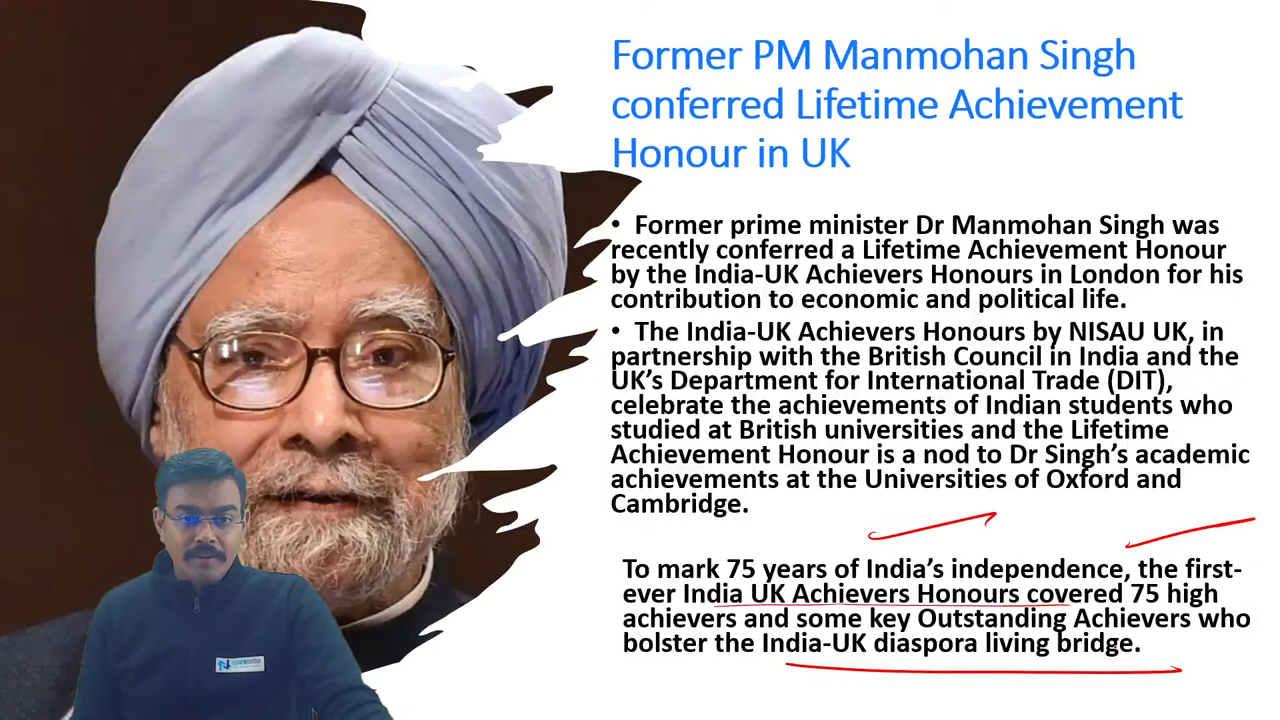 Former PM Manmohan Singh
conferred Lifetime Achievement
Honour in UK
• Former prime minister Dr Manmohan Singh was
recently conferred a Lifetime Achievement Honour
by the India-UK Achievers Honours in London for his
contribution to economic and political life.
• The India-UK Achievers Honours by NISAU UK, in
partnership with the British Council in India and the
UK’s Department for International Trade (DIT),
celebrate the achievements of Indian students who
studied at British universities and the Lifetime
Achievement Honour is a nod to Dr Singh’s academic
achievements at the Universities of Oxford and
Cambridge.
To mark 75 years of India’s independence, the first-
ever India UK Achievers Honours covered 75 high
achievers and some key Outstanding Achievers who
bolster the India-UK diaspora living bridge.